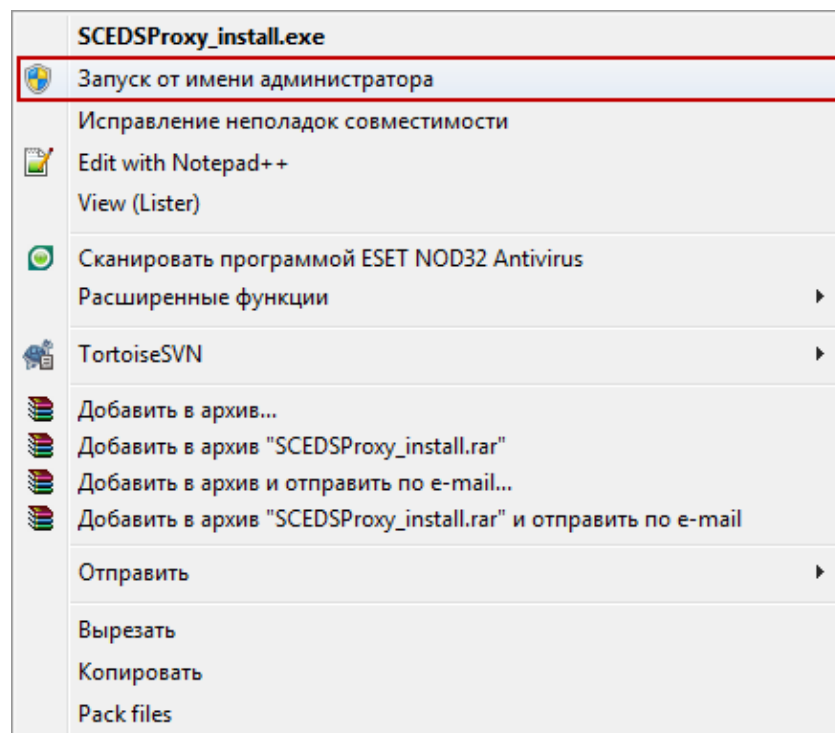 SCEDSProxy_install.exe
Запуск от имени администратора
Исправление неполадок совместимости
Edit with Notepad++
View (Lister)
Сканировать программой ESET NOD32 Antivirus
Расширенные функции
TortoiseSVN
Добавить в архив...
Добавить в архив "SCEDSProxy_install.rar"
Добавить в архив и отправить по e-mail...
Добавить в архив "SCEDSProxy_install.rar" и отправить по e-mail
Отправить
Вырезать
Копировать
Pack files